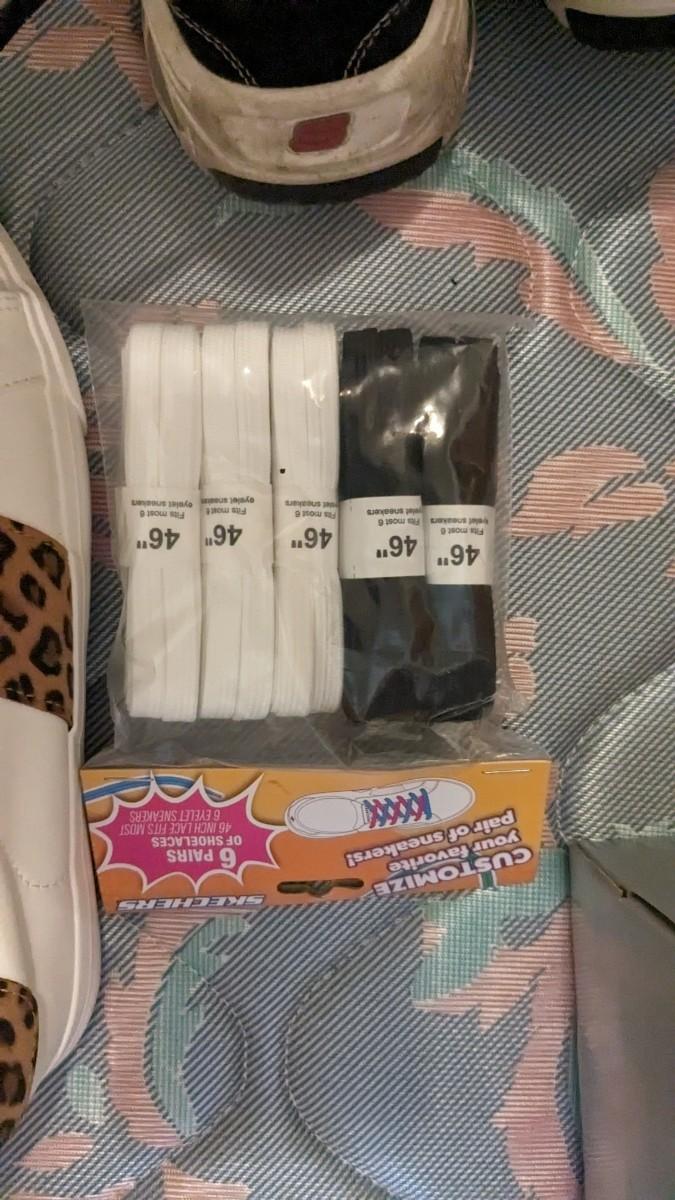 SKECHERS
CUSTOMIZE
your favorite
pair of sneakers!
6 PAIRS
OF SHOELACES
46 INCH LACE FITS MOST
6 EYELET SNEAKERS
46"
Fits most 6
eyelet sneakers
46"
Fits most 6
eyelet sneakers
46"
Fits most 6
eyelet sneakers
46"
Fits most 6
eyelet sneakers
46"
Fits most 6
eyelet sneakers